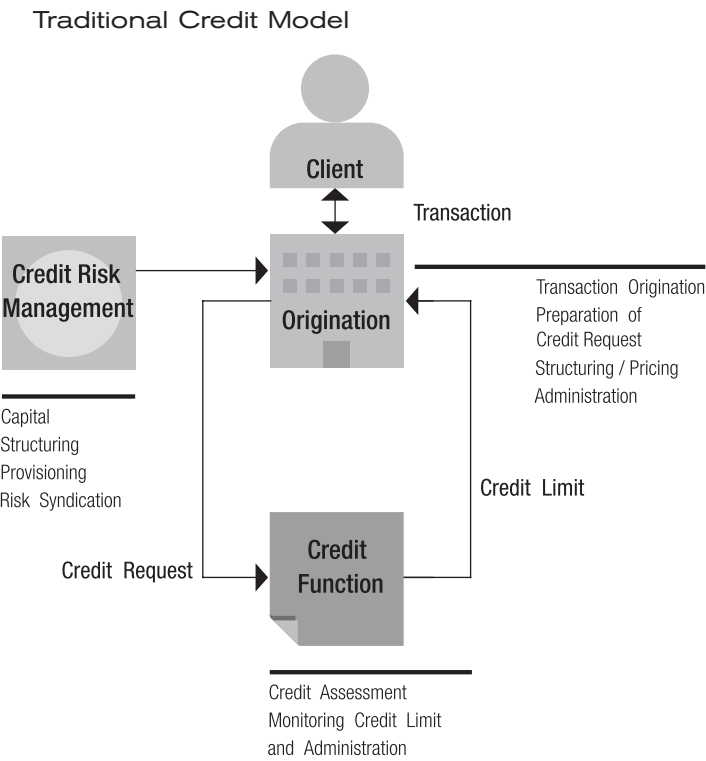 Traditional Credit Model
Client
Transaction
Credit Risk
Management
Origination
Transaction Origination
Preparation of
Credit Request
Structuring / Pricing
Administration
Capital
Structuring
Provisioning
Risk Syndication
Credit Limit
Credit Request
Credit
Function
Credit Assessment
Monitoring Credit Limit
and Administration